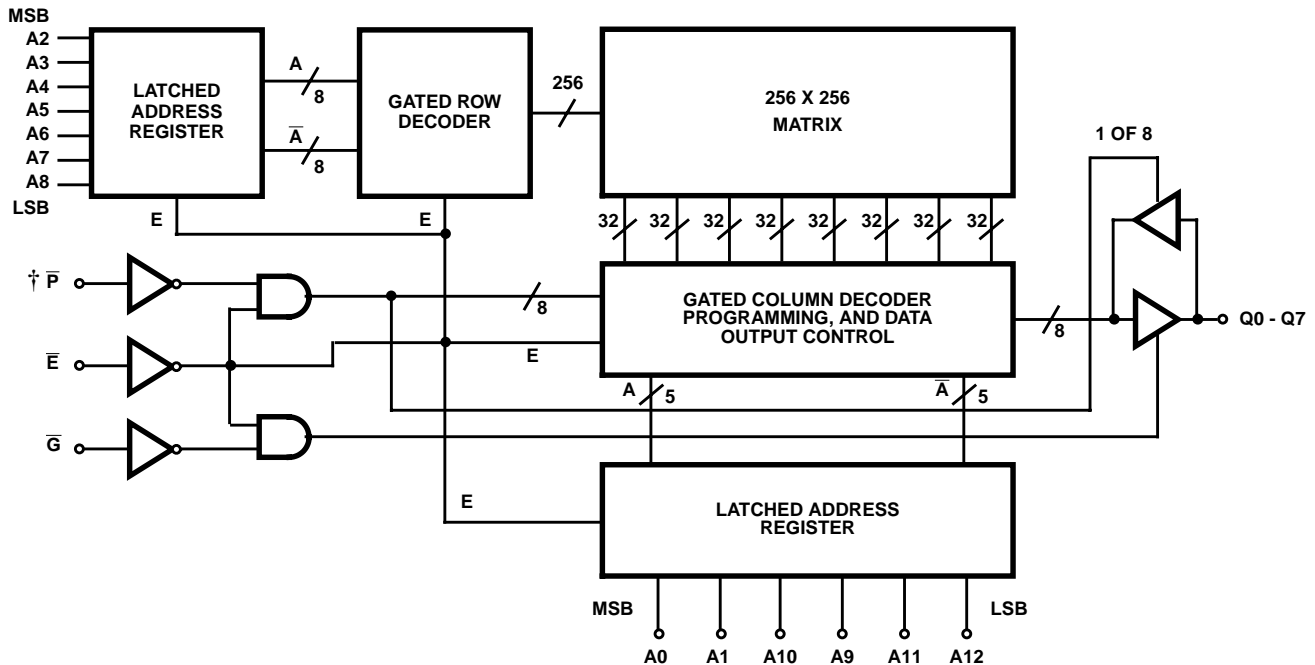 MSB
A2
A3
A4
A5
A6
A7
A8
LSB
LATCHED
ADDRESS
REGISTER
A
8
A̅
8
E
GATED ROW
DECODER
E
256
256 X 256
MATRIX
32
32
32
32
32
32
32
32
1 OF 8
† P̅
E̅
G̅
8
E
GATED COLUMN DECODER
PROGRAMMING, AND DATA
OUTPUT CONTROL
8
Q0 - Q7
A
5
A̅
5
E
LATCHED ADDRESS
REGISTER
MSB
LSB
A0 A1 A10 A9 A11 A12